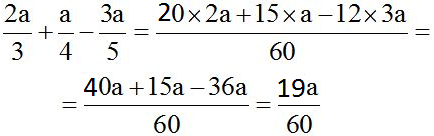 2a/3 + a/4 − 3a/5 = (20×2a+15×a−12×3a)/60 =
= (40a+15a−36a)/60 = 19a/60